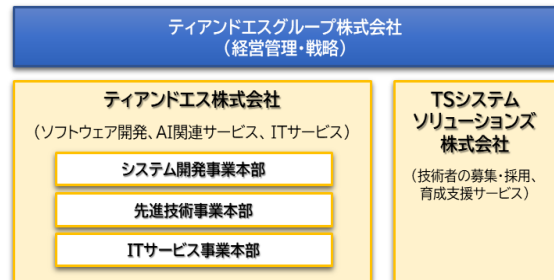 ティアンドエスグループ株式会社
（経営管理・戦略）
ティアンドエス株式会社
（ソフトウェア開発、AI関連サービス、ITサービス）
システム開発事業本部
先進技術事業本部
ITサービス事業本部
TSシステム
ソリューションズ
株式会社
（技術者の募集・採用、
育成支援サービス）